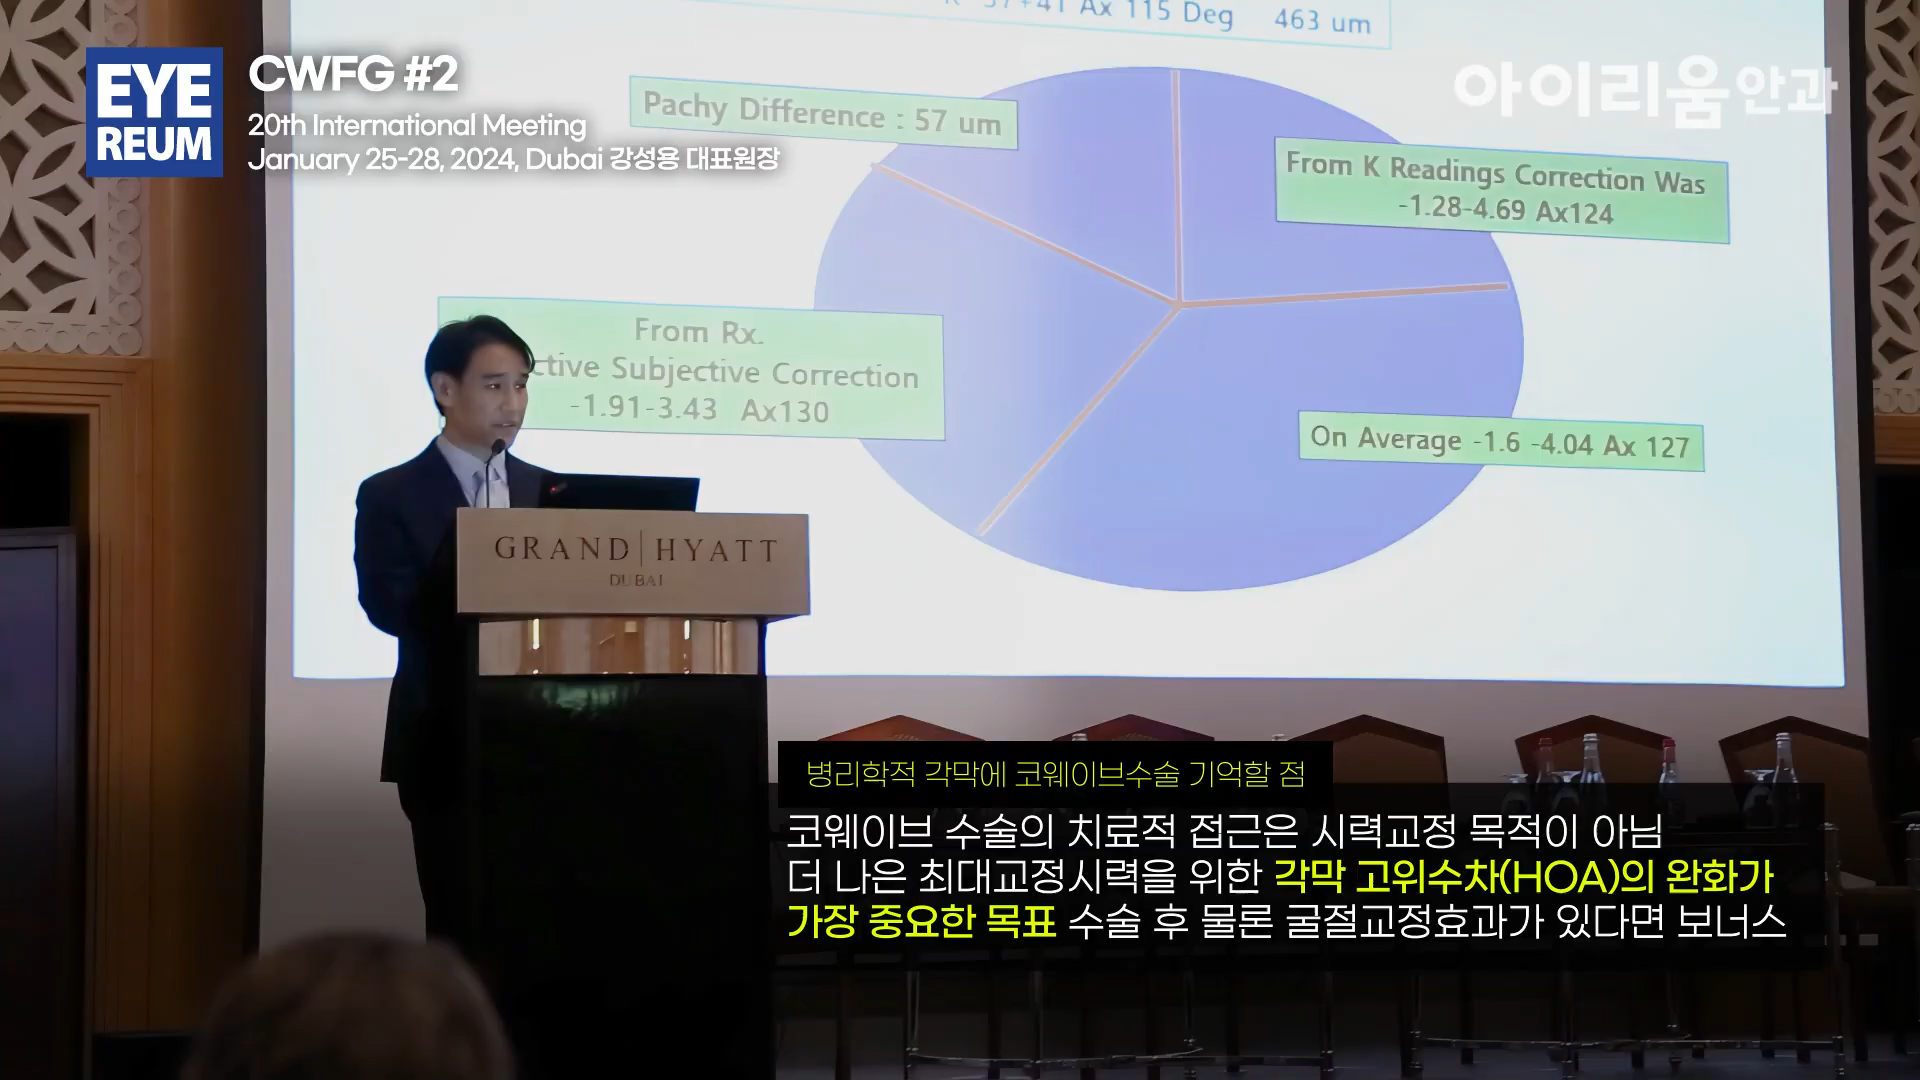 EYE
REUM
CWFG #2
20th International Meeting
January 25-28, 2024, Dubai 강성용 대표원장
아이리움안과
Ax 115 Deg 463 um
Pachy Difference : 57 um
From K Readings Correction Was
-1.28-4.69 Ax124
From Rx.
Subjective Correction
-1.91-3.43 Ax130
On Average -1.6 -4.04 Ax 127
GRAND HYATT
DUBAI
병리학적 각막에 코웨이브수술 기억할 점
코웨이브 수술의 치료적 접근은 시력교정 목적이 아님
더 나은 최대교정시력을 위한 각막 고위수차(HOA)의 완화가
가장 중요한 목표 수술 후 물론 굴절교정효과가 있다면 보너스